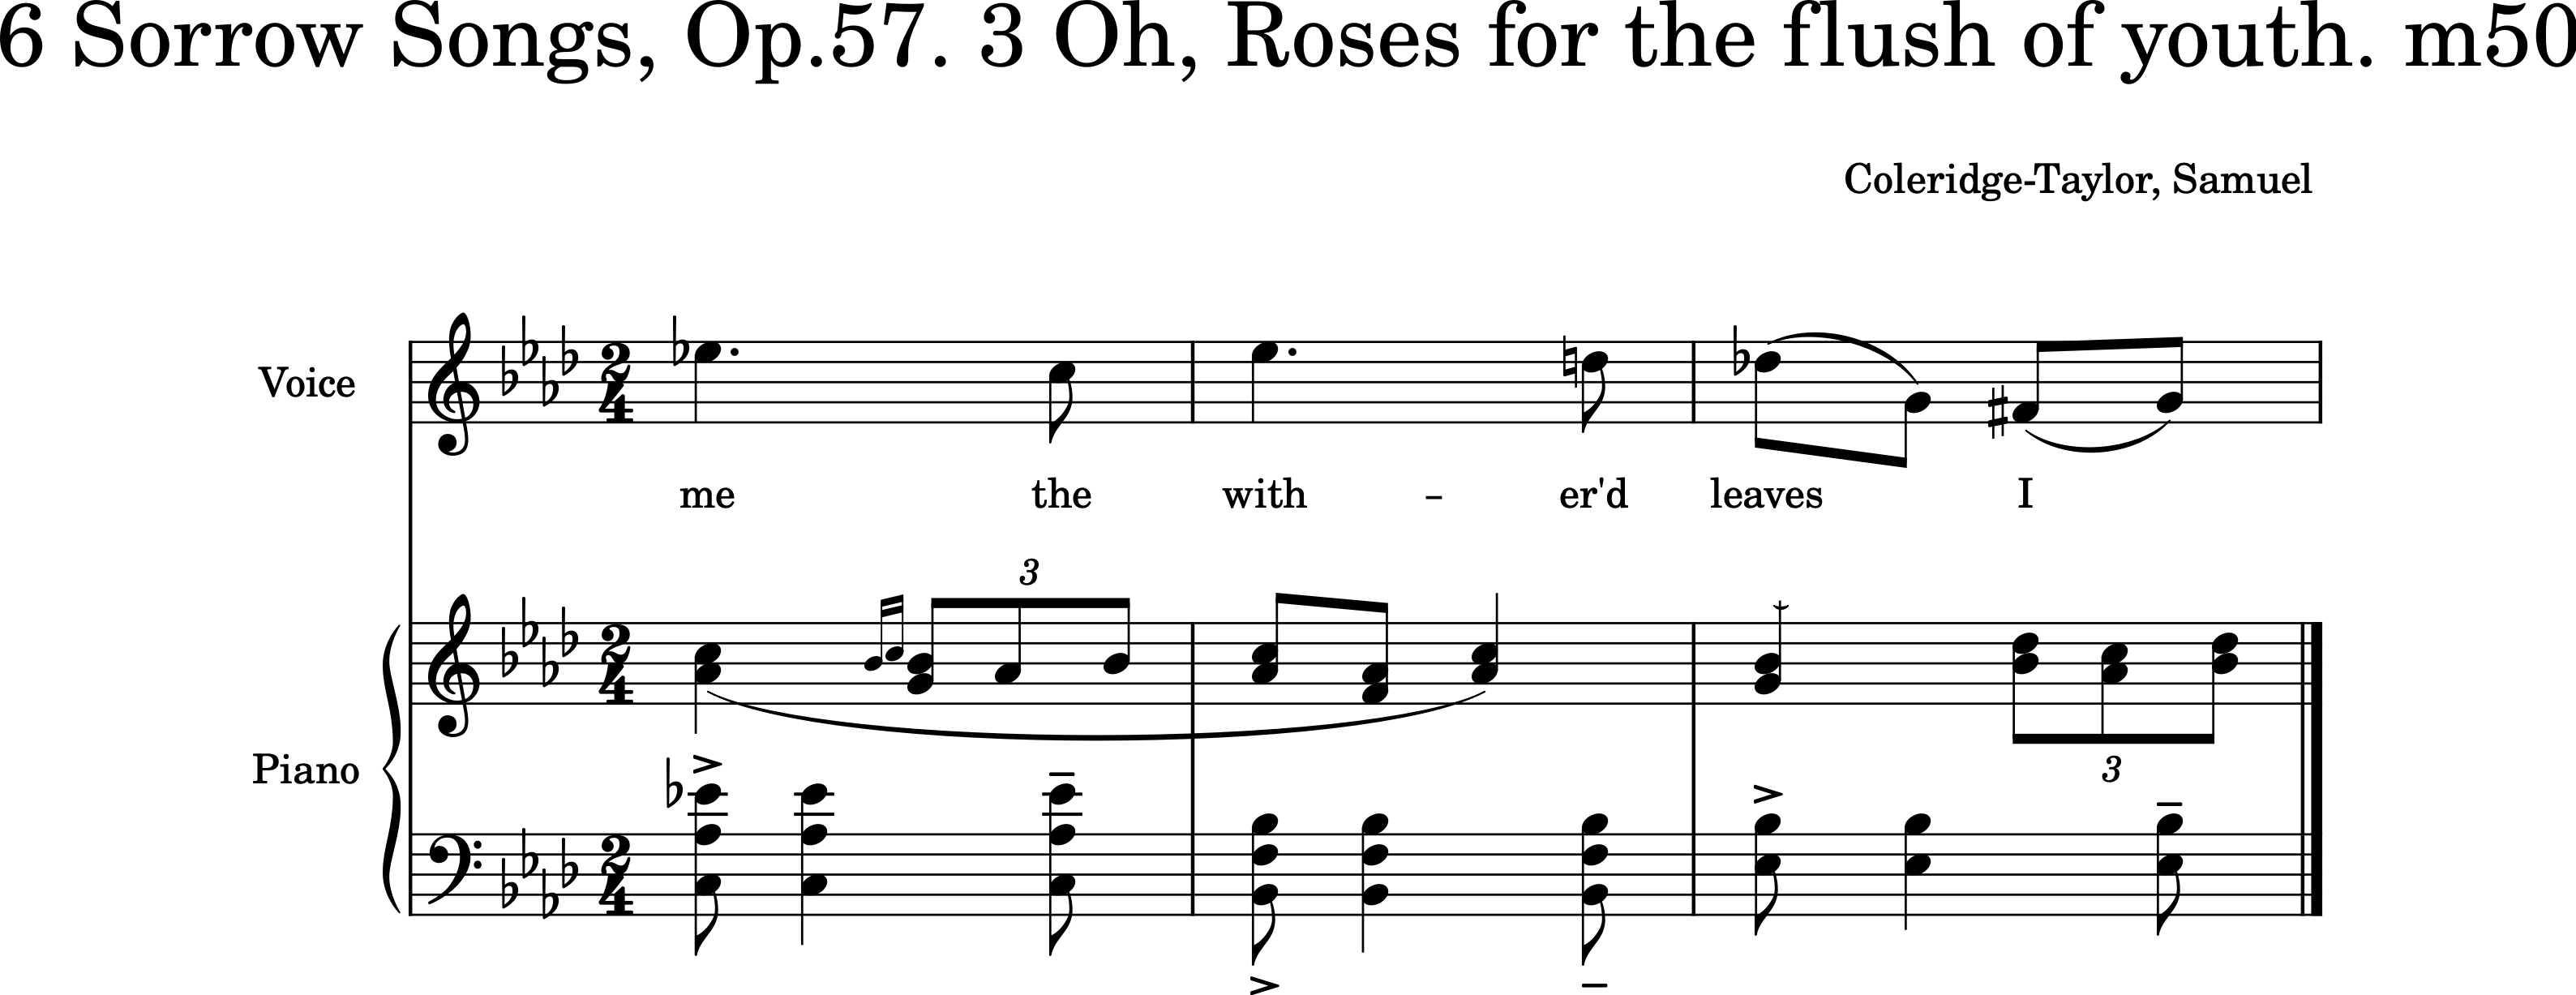 6 Sorrow Songs, Op.57. 3 Oh, Roses for the flush of youth. m50
Coleridge-Taylor, Samuel
Voice
me the with - er'd leaves I
3
Piano
3